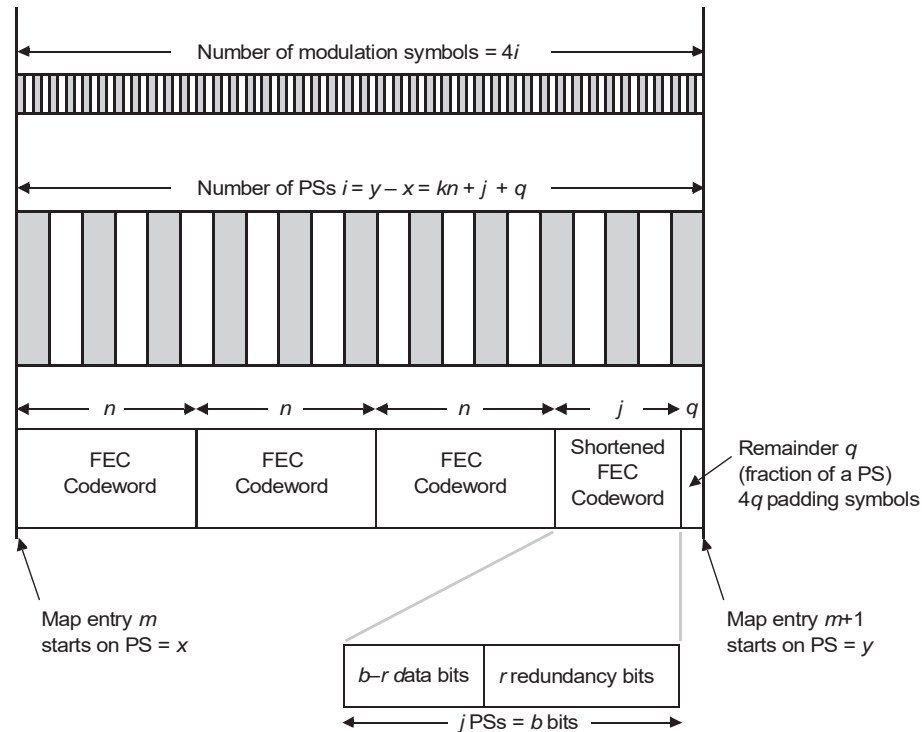 Number of modulation symbols = 4i
Number of PSs i = y – x = kn + j + q
n
n
n
j
q
FEC
Codeword
FEC
Codeword
FEC
Codeword
Shortened
FEC
Codeword
Remainder q
(fraction of a PS)
4q padding symbols
Map entry m
starts on PS = x
Map entry m+1
starts on PS = y
b–r data bits
r redundancy bits
j PSs = b bits